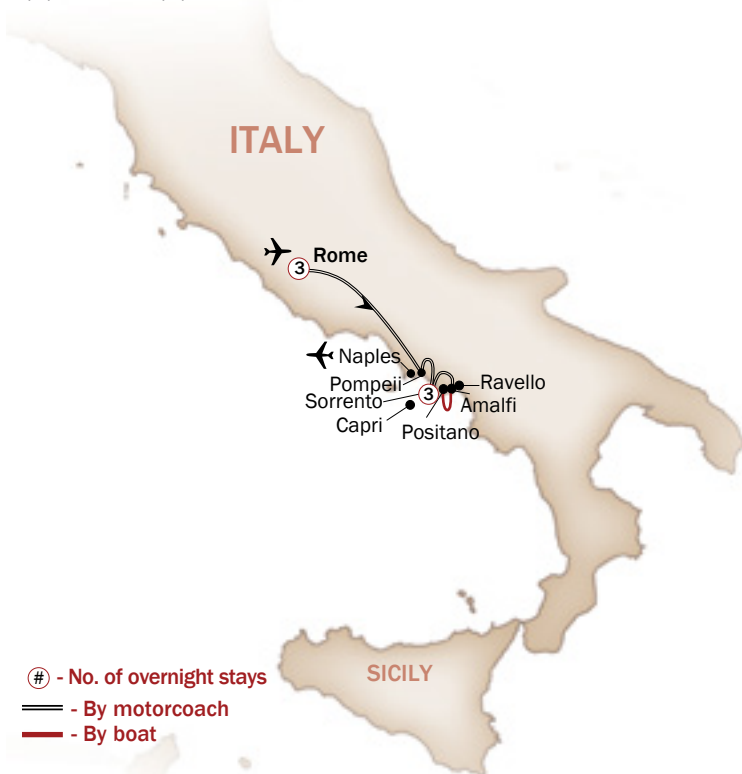 ITALY
3
Rome
Naples
Pompeii
Ravello
Sorrento
3
Amalfi
Capri
Positano
SICILY
# - No. of overnight stays
- By motorcoach
- By boat